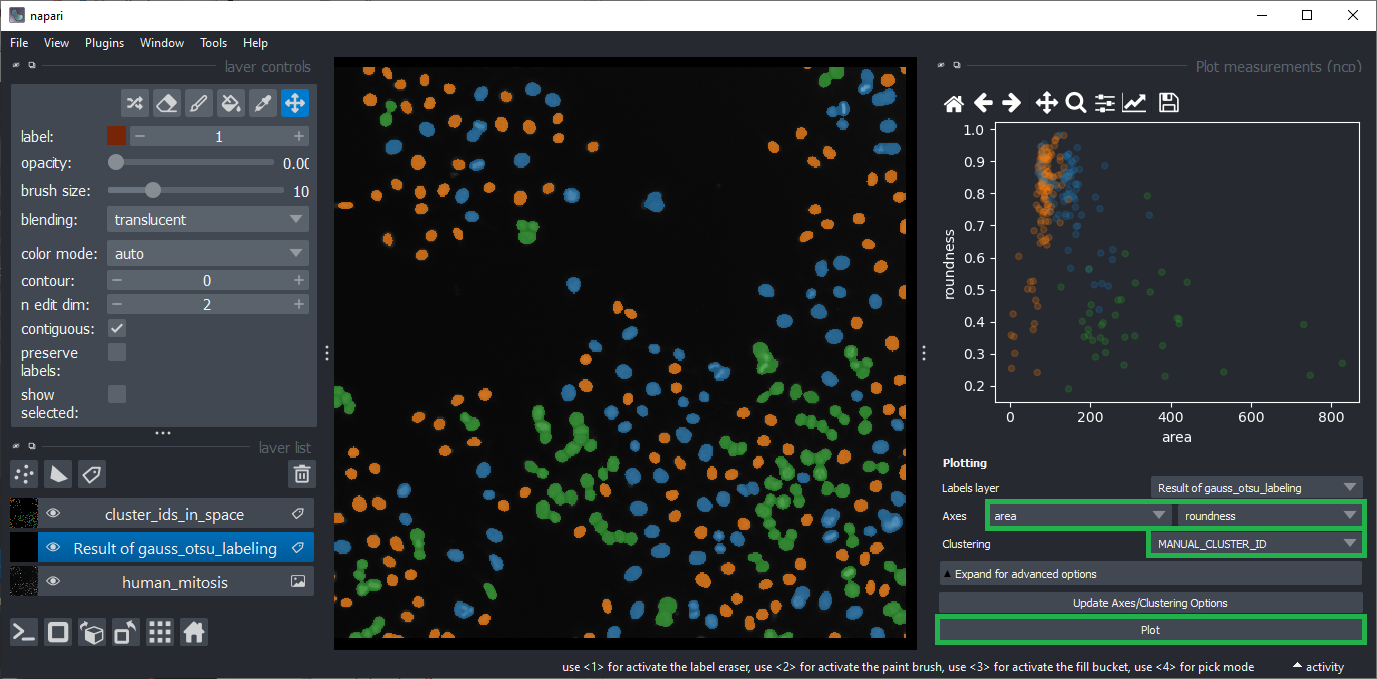 napari
File View Plugins Window Tools Help
layer controls
label: 1
opacity: 0.00
brush size: 10
blending: translucent
color mode: auto
contour: 0
n edit dim: 2
contiguous:
preserve
labels:
show
selected:
layer list
cluster_ids_in_space
Result of gauss_otsu_labeling
human_mitosis
Plot measurements (ncp)
1.0
0.9
0.8
0.7
0.6
0.5
0.4
0.3
0.2
roundness
0 200 400 600 800
area
Plotting
Labels layer Result of gauss_otsu_labeling
Axes area roundness
Clustering MANUAL_CLUSTER_ID
Expand for advanced options
Update Axes/Clustering Options
Plot
use <1> for activate the label eraser, use <2> for activate the paint brush, use <3> for activate the fill bucket, use <4> for pick mode activity